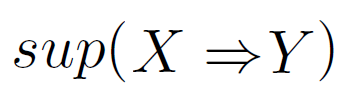 sup(X ⇒ Y)